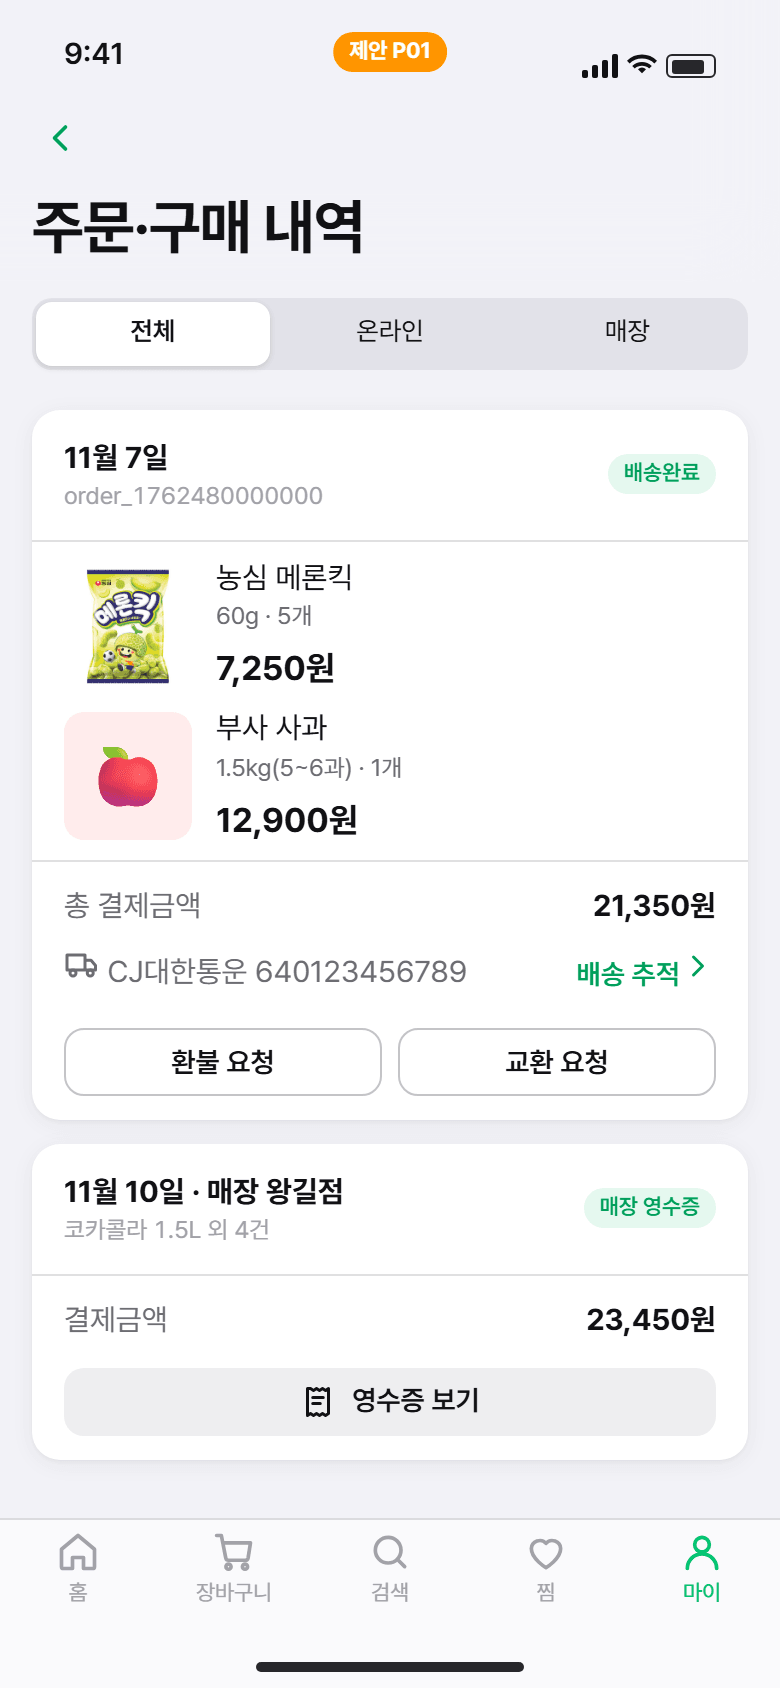 9:41
제안 P01
주문·구매 내역
전체
온라인
매장
11월 7일
order_1762480000000
배송완료
농심
메론킥
농심 메론킥
60g · 5개
7,250원
부사 사과
1.5kg(5~6과) · 1개
12,900원
총 결제금액
21,350원
CJ대한통운 640123456789
배송 추적
환불 요청
교환 요청
11월 10일 · 매장 왕길점
코카콜라 1.5L 외 4건
매장 영수증
결제금액
23,450원
영수증 보기
홈
장바구니
검색
찜
마이